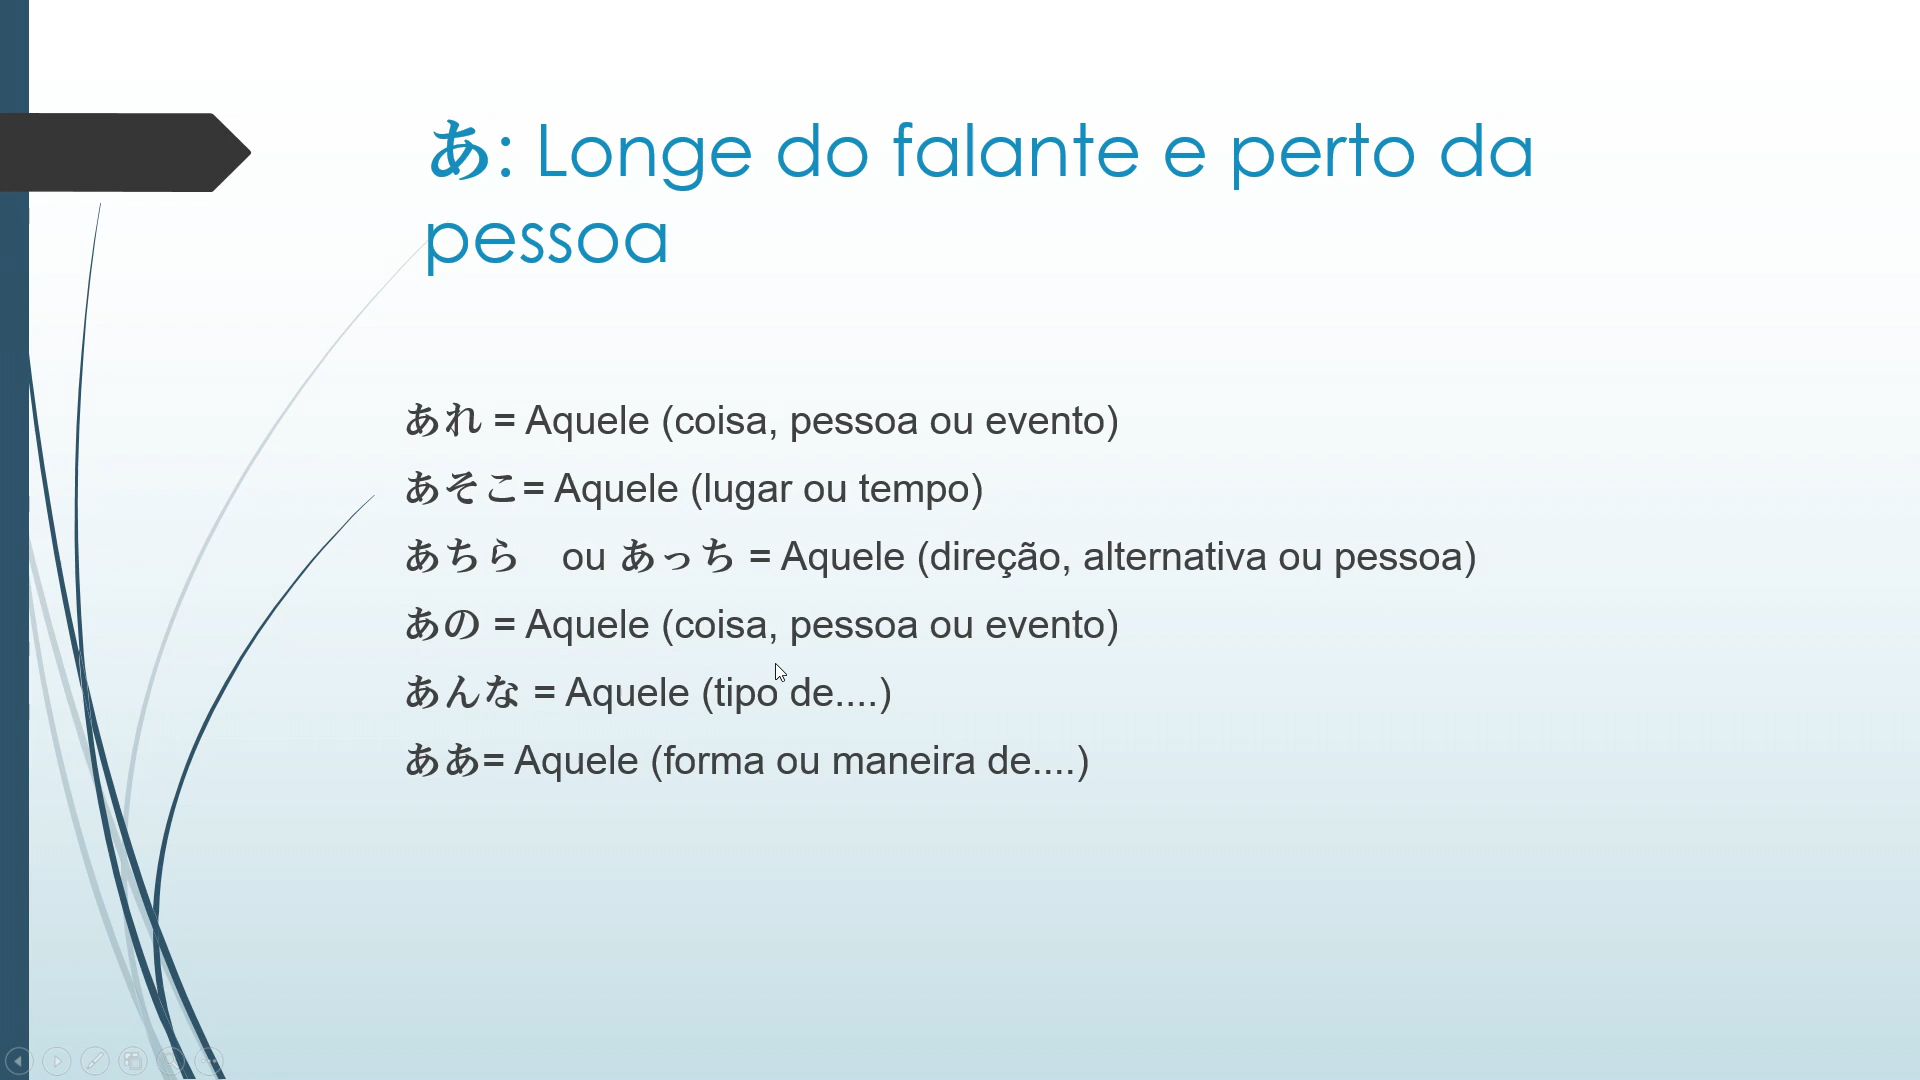 あ: Longe do falante e perto da
pessoa
あれ = Aquele (coisa, pessoa ou evento)
あそこ= Aquele (lugar ou tempo)
あちら　ou あっち = Aquele (direção, alternativa ou pessoa)
あの = Aquele (coisa, pessoa ou evento)
あんな = Aquele (tipo de....)
ああ= Aquele (forma ou maneira de....)